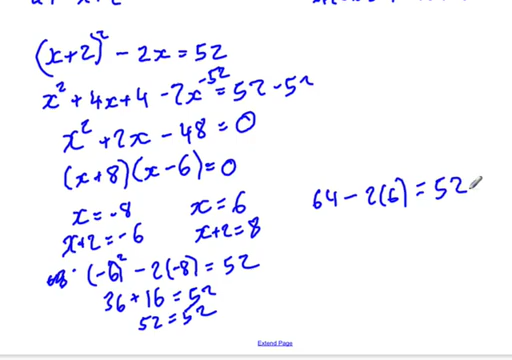 (x+2)² - 2x = 52
x² + 4x + 4 - 2x -52 = 52 - 52
x² + 2x - 48 = 0
(x+8)(x-6) = 0
x = -8 x = 6
x+2 = -6 x+2 = 8
(-6)² - 2(-8) = 52
36 + 16 = 52
52 = 52
64 - 2(6) = 52
Extend Page